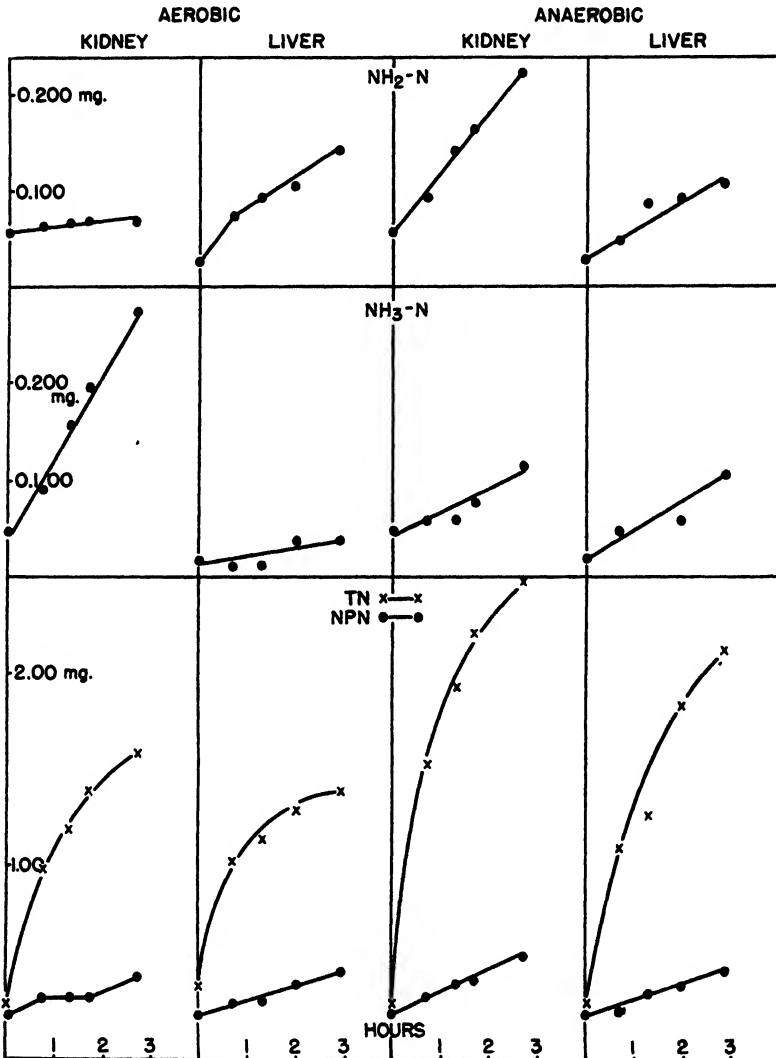 AEROBIC ANAEROBIC
KIDNEY LIVER KIDNEY LIVER
NH2-N
0.200 mg.
0.100
NH3-N
0.200
mg.
0.100
TN x—x
NPN ●—●
2.00 mg.
1.00
HOURS
1 2 3 1 2 3 1 2 3 1 2 3